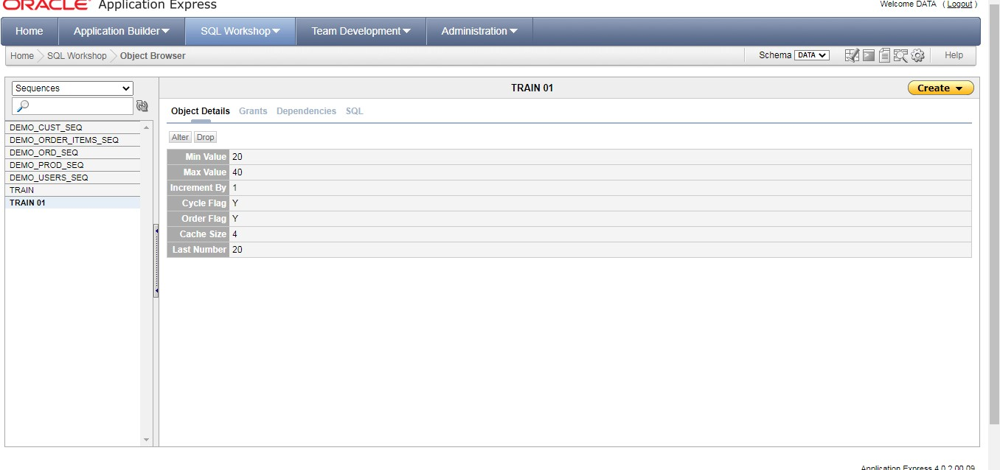 ORACLE Application Express
Welcome DATA ( Logout )
Home Application Builder SQL Workshop Team Development Administration
Home SQL Workshop Object Browser Schema DATA Help
Sequences
TRAIN 01
Create
Object Details Grants Dependencies SQL
Alter Drop
DEMO_CUST_SEQ
DEMO_ORDER_ITEMS_SEQ
DEMO_ORD_SEQ
DEMO_PROD_SEQ
DEMO_USERS_SEQ
TRAIN
TRAIN 01
Min Value 20
Max Value 40
Increment By 1
Cycle Flag Y
Order Flag Y
Cache Size 4
Last Number 20
Application Express 4.0.2.00.09